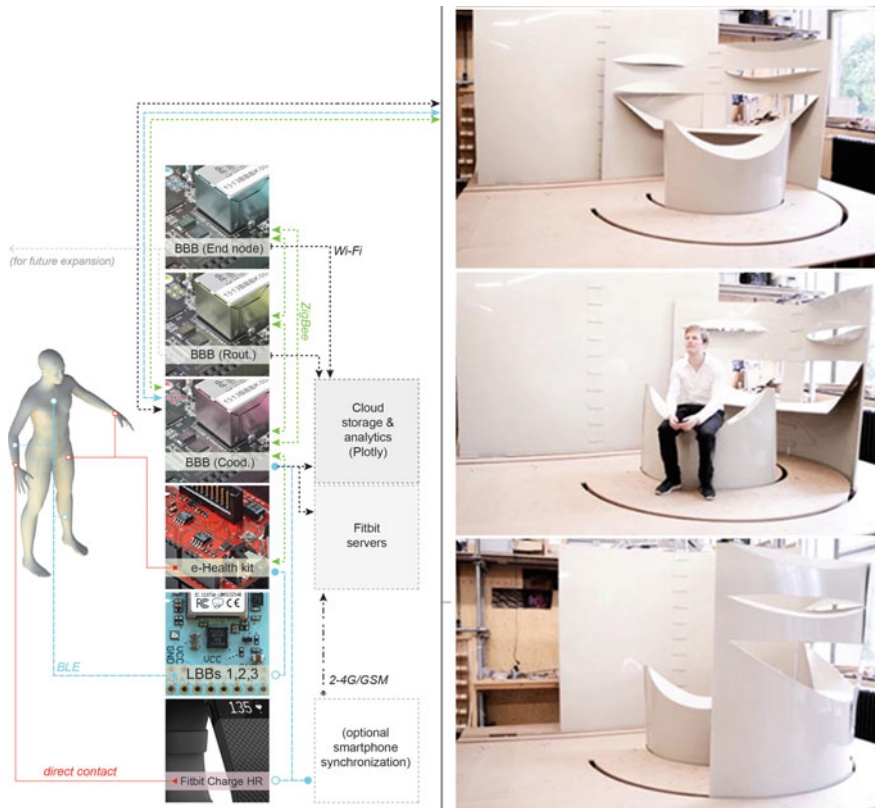 BBB (End node)
Wi-Fi
(for future expansion)
ZigBee
BBB (Rout.)
Cloud
storage &
analytics
(Plotly)
BBB (Cood.)
Fitbit
servers
e-Health kit
VCC
GND
VCC
BLE
LBBs 1,2,3
2-4G/GSM
135
(optional
smartphone
synchronization)
direct contact
Fitbit Charge HR